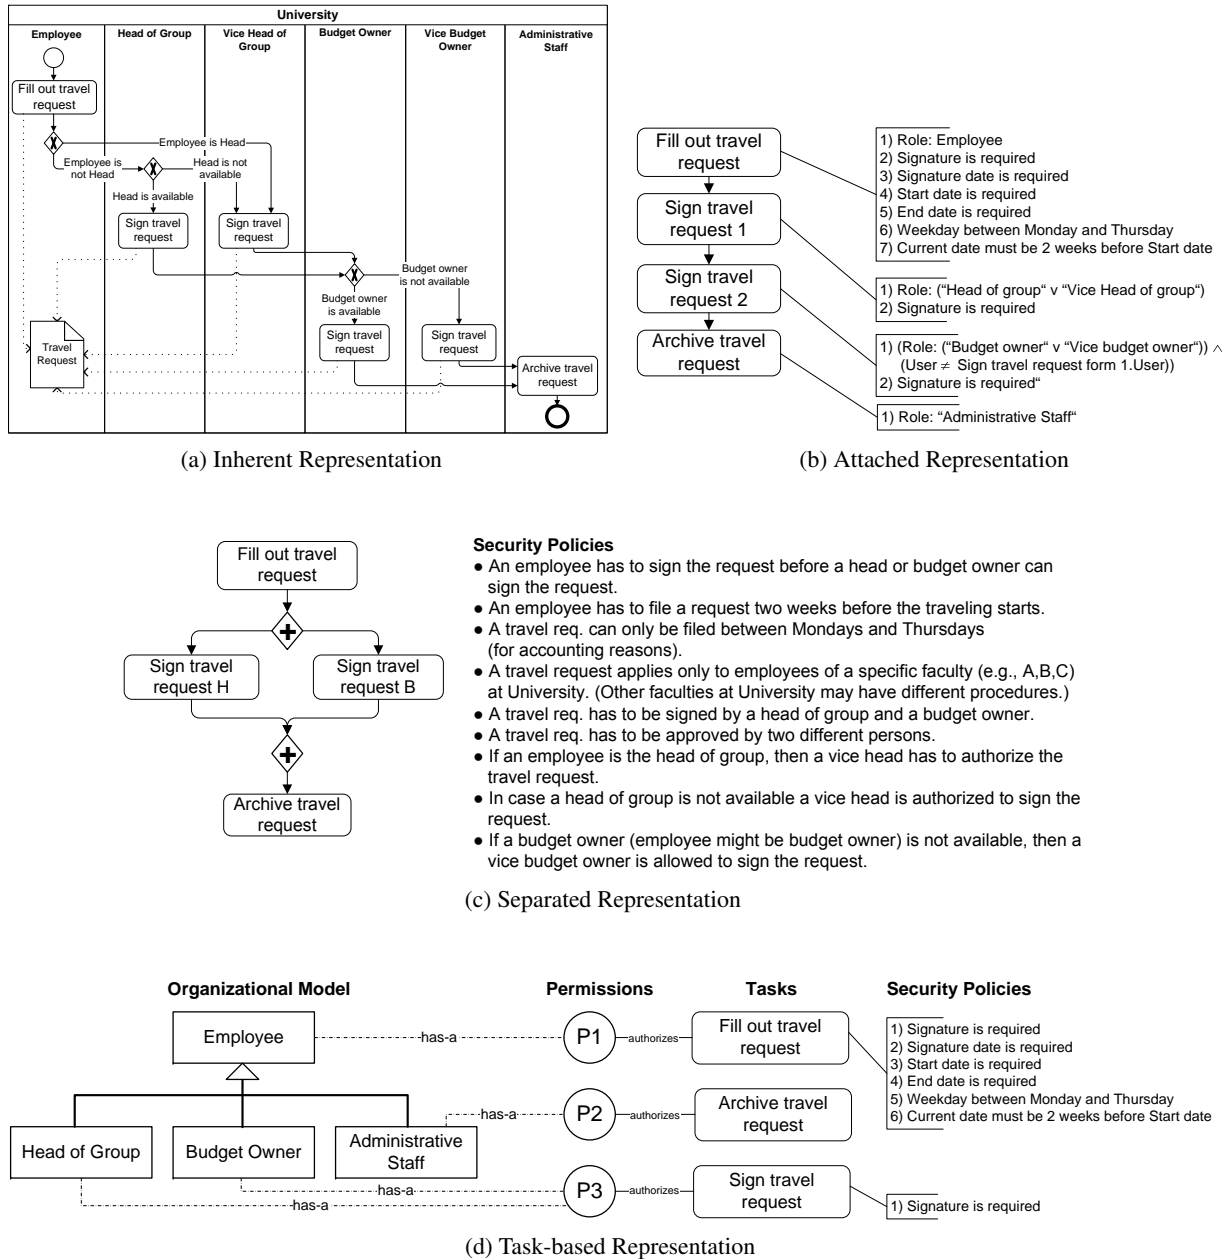 University
Employee
Head of Group
Vice Head of
Group
Budget Owner
Vice Budget
Owner
Administrative
Staff
Fill out travel
request
X
Employee is Head
Employee is
not Head
X
Head is not
available
Head is available
Sign travel
request
Sign travel
request
X
Budget owner
is not available
Budget owner
is available
Travel
Request
Sign travel
request
Sign travel
request
Archive travel
request
(a) Inherent Representation
Fill out travel
request
Sign travel
request 1
Sign travel
request 2
Archive travel
request
1) Role: Employee
2) Signature is required
3) Signature date is required
4) Start date is required
5) End date is required
6) Weekday between Monday and Thursday
7) Current date must be 2 weeks before Start date
1) Role: (“Head of group“ v “Vice Head of group“)
2) Signature is required
1) (Role: (“Budget owner“ v “Vice budget owner“)) ∧
(User ≠ Sign travel request form 1.User))
2) Signature is required“
1) Role: “Administrative Staff“
(b) Attached Representation
Fill out travel
request
+
Sign travel
request H
Sign travel
request B
+
Archive travel
request
Security Policies
● An employee has to sign the request before a head or budget owner can
sign the request.
● An employee has to file a request two weeks before the traveling starts.
● A travel req. can only be filed between Mondays and Thursdays
(for accounting reasons).
● A travel request applies only to employees of a specific faculty (e.g., A,B,C)
at University. (Other faculties at University may have different procedures.)
● A travel req. has to be signed by a head of group and a budget owner.
● A travel req. has to be approved by two different persons.
● If an employee is the head of group, then a vice head has to authorize the
travel request.
● In case a head of group is not available a vice head is authorized to sign the
request.
● If a budget owner (employee might be budget owner) is not available, then a
vice budget owner is allowed to sign the request.
(c) Separated Representation
Organizational Model
Permissions
Tasks
Security Policies
Employee
has-a
P1
authorizes
Fill out travel
request
1) Signature is required
2) Signature date is required
3) Start date is required
4) End date is required
5) Weekday between Monday and Thursday
6) Current date must be 2 weeks before Start date
has-a
P2
authorizes
Archive travel
request
Head of Group
Budget Owner
Administrative
Staff
has-a
has-a
P3
authorizes
Sign travel
request
1) Signature is required
(d) Task-based Representation